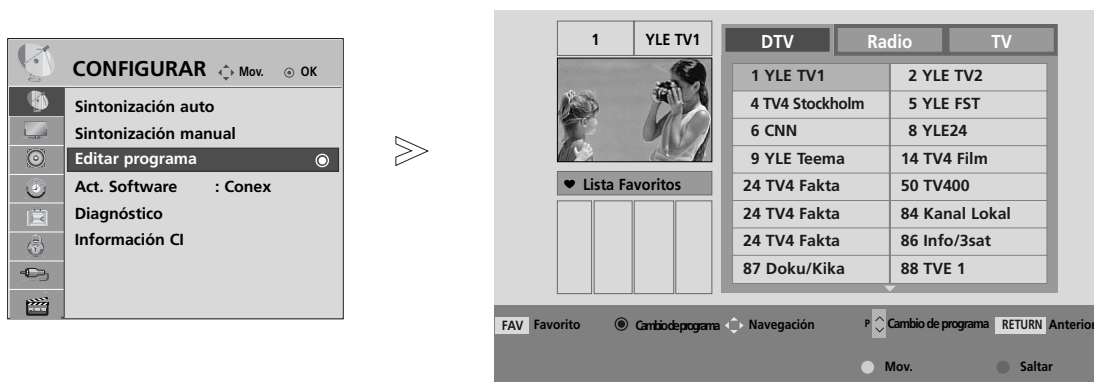 CONFIGURAR Mov. OK
Sintonización auto
Sintonización manual
Editar programa
Act. Software : Conex
Diagnóstico
Información CI
1 YLE TV1
DTV Radio TV
1 YLE TV1 2 YLE TV2
4 TV4 Stockholm 5 YLE FST
6 CNN 8 YLE24
9 YLE Teema 14 TV4 Film
24 TV4 Fakta 50 TV400
24 TV4 Fakta 84 Kanal Lokal
24 TV4 Fakta 86 Info/3sat
87 Doku/Kika 88 TVE 1
Lista Favoritos
FAV Favorito Cambio de programa Navegación P Cambio de programa RETURN Anterior
Mov. Saltar